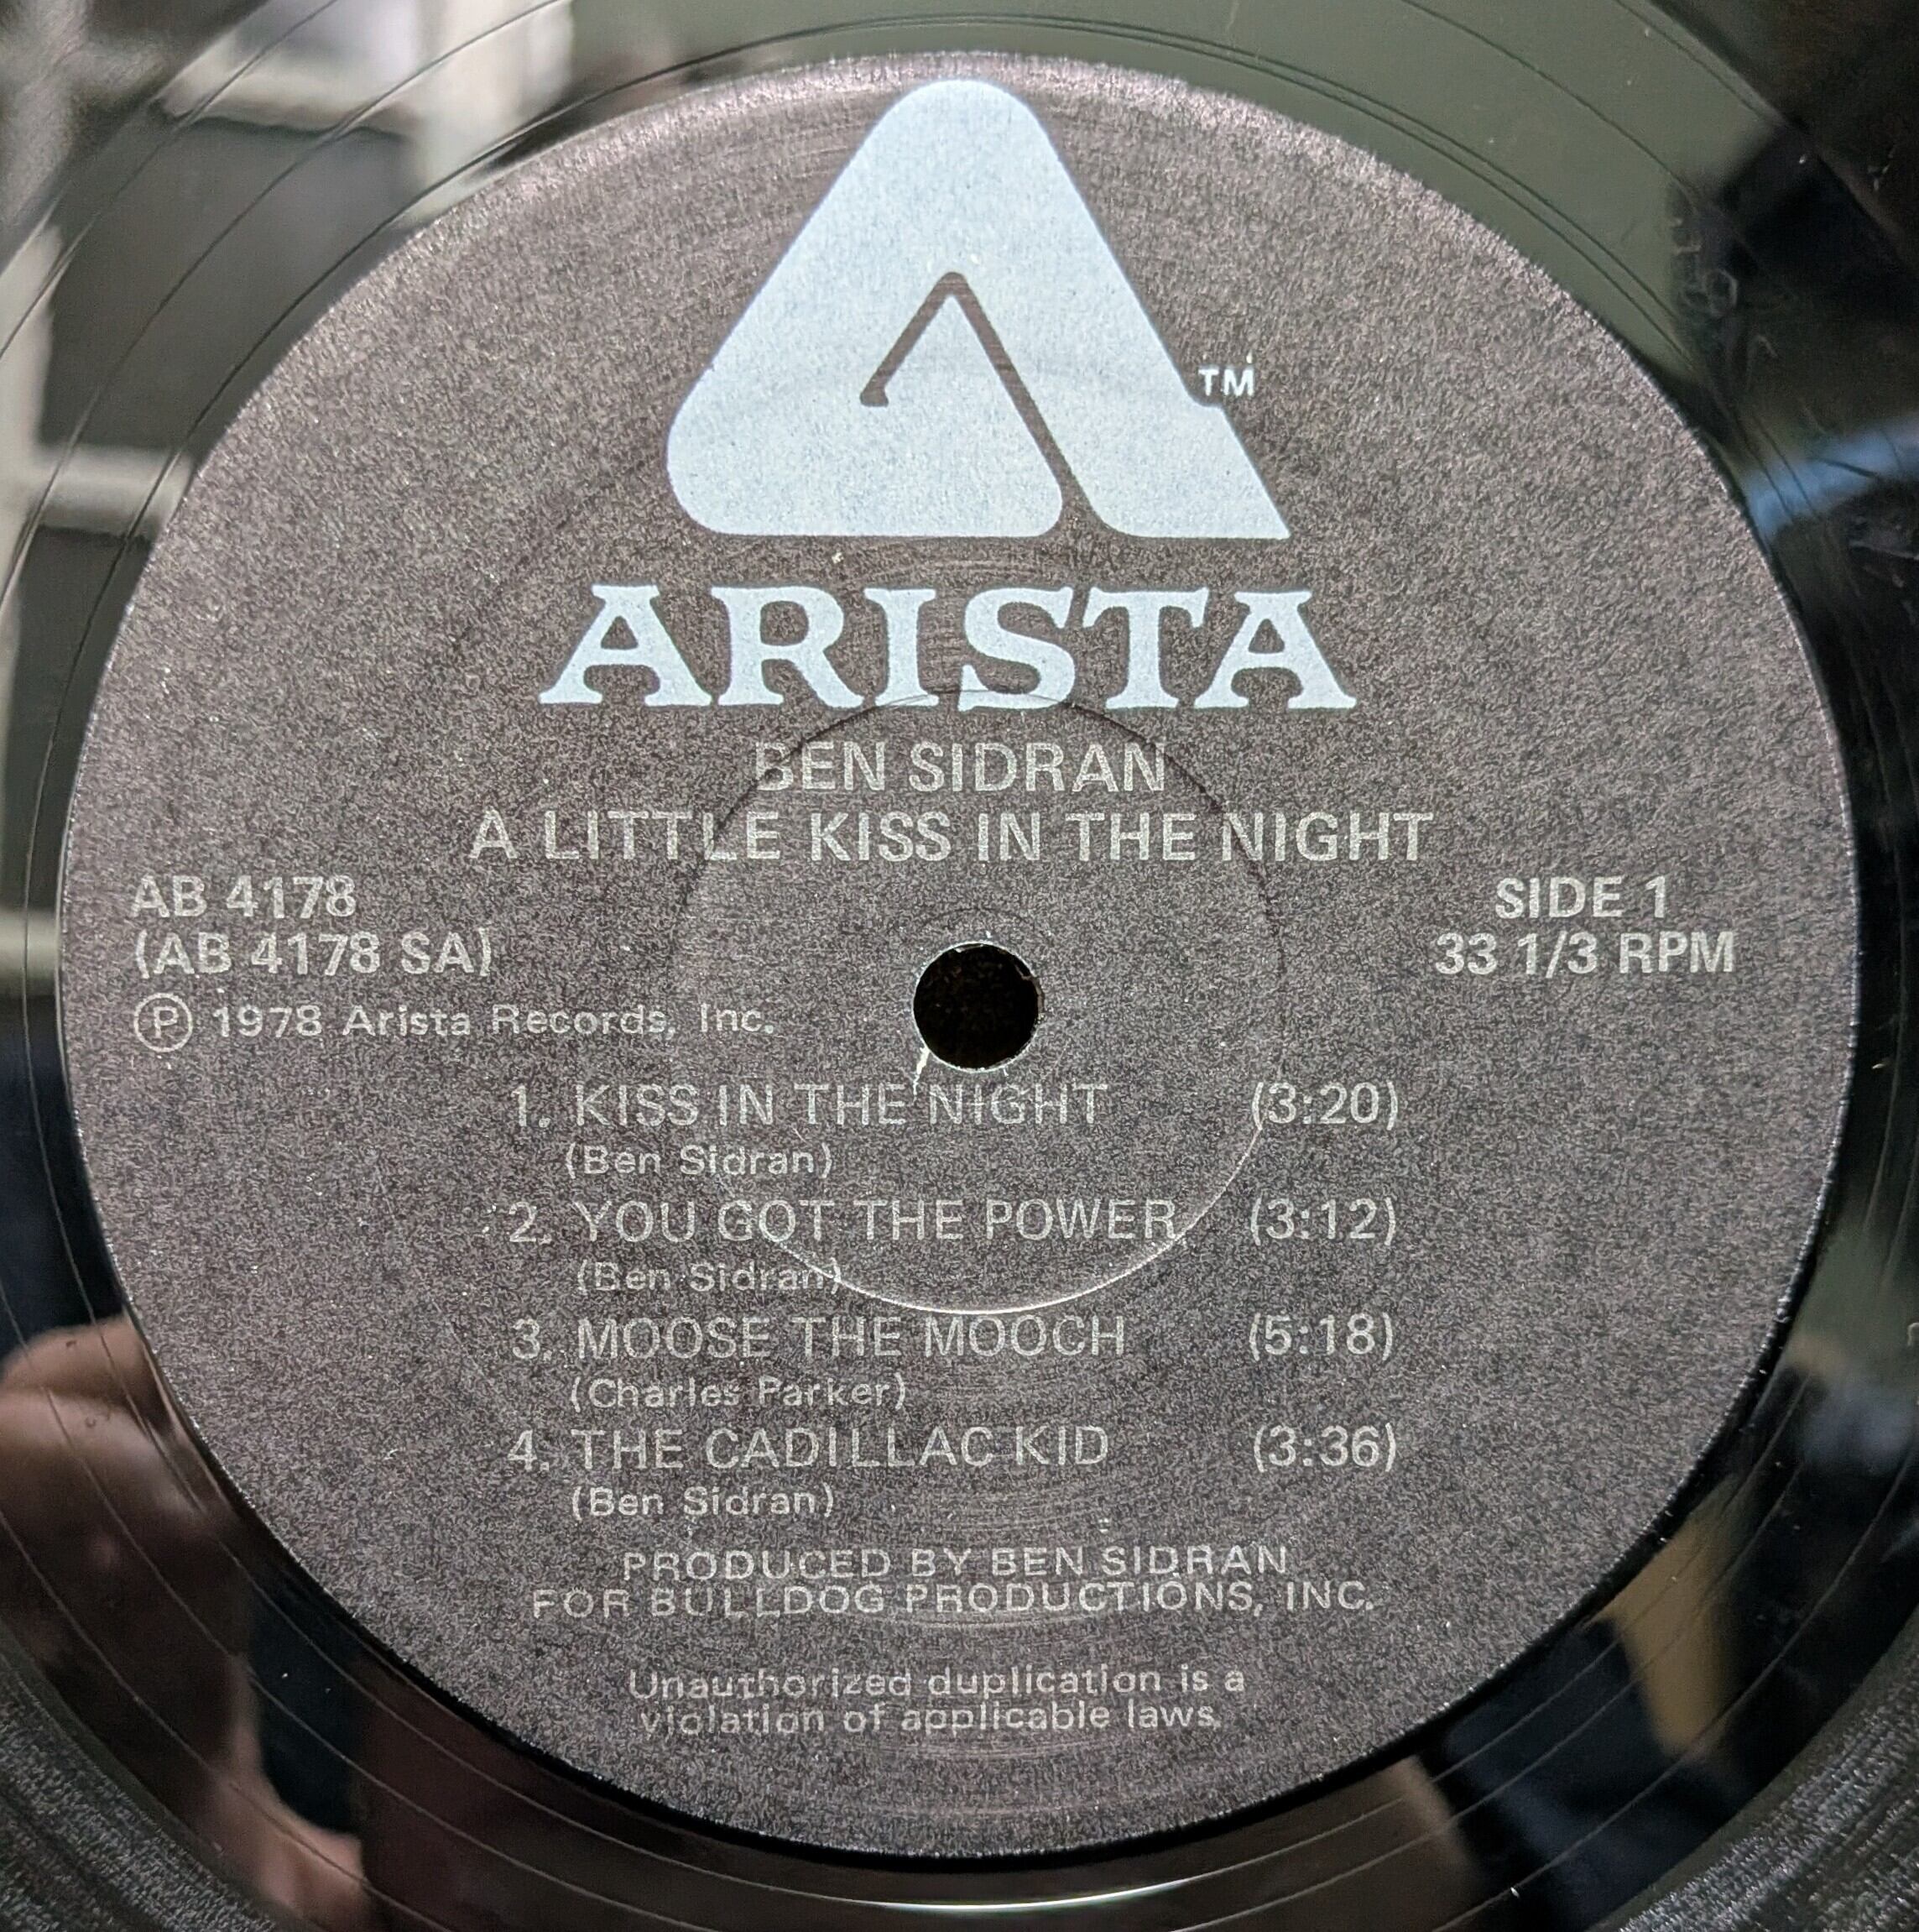 TM
ARISTA
BEN SIDRAN
A LITTLE KISS IN THE NIGHT
AB 4178
(AB 4178 SA)
Ⓟ 1978 Arista Records, Inc.
SIDE 1
33 1/3 RPM
1. KISS IN THE NIGHT (3:20)
(Ben Sidran)
2. YOU GOT THE POWER (3:12)
(Ben Sidran)
3. MOOSE THE MOOCH (5:18)
(Charles Parker)
4. THE CADILLAC KID (3:36)
(Ben Sidran)
PRODUCED BY BEN SIDRAN
FOR BULLDOG PRODUCTIONS, INC.
Unauthorized duplication is a
violation of applicable laws.